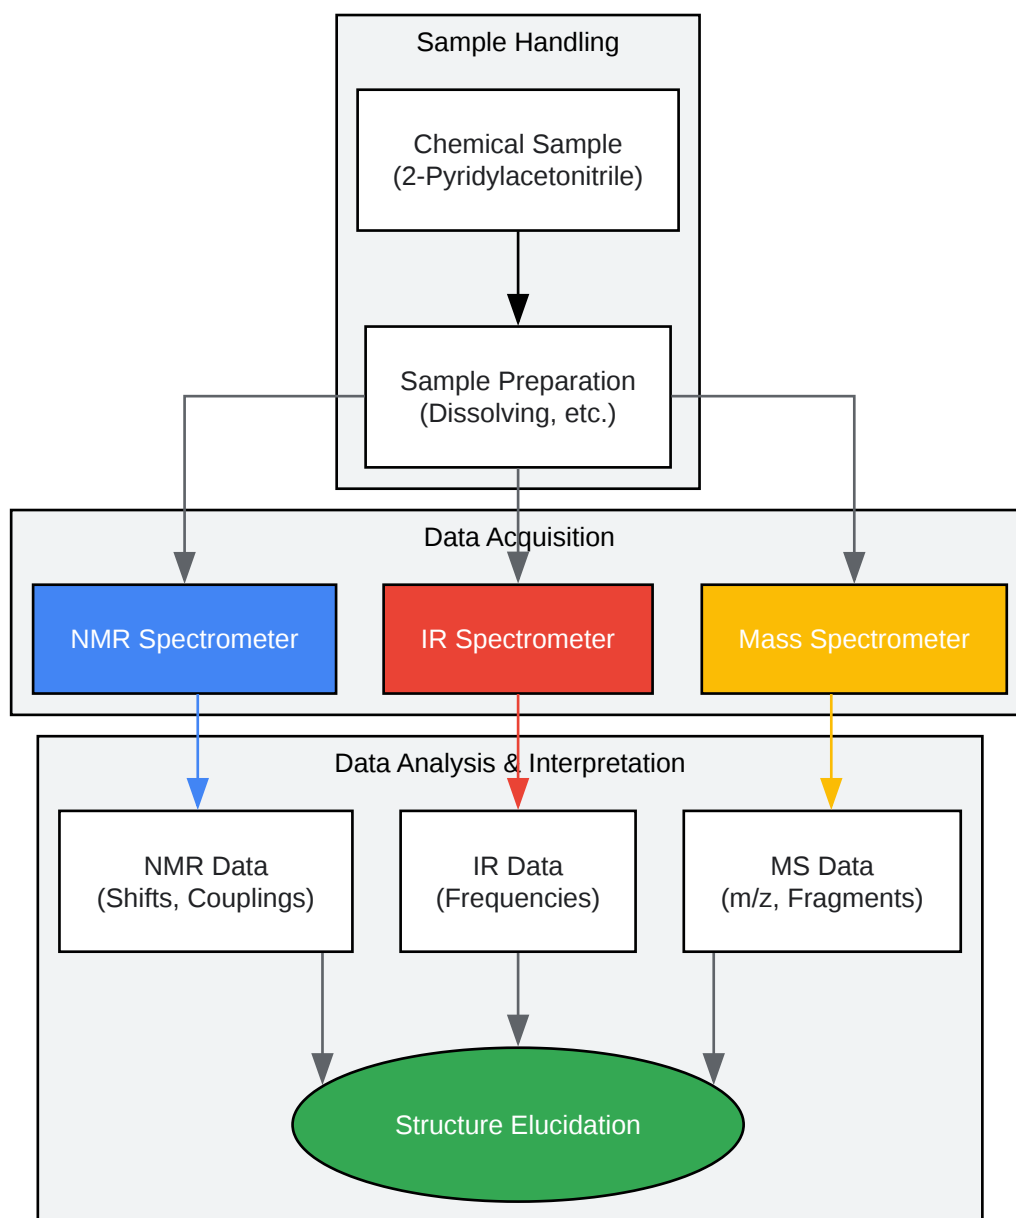 Sample Handling
Chemical Sample
(2-Pyridylacetonitrile)
Sample Preparation
(Dissolving, etc.)
Data Acquisition
NMR Spectrometer
IR Spectrometer
Mass Spectrometer
Data Analysis & Interpretation
NMR Data
(Shifts, Couplings)
IR Data
(Frequencies)
MS Data
(m/z, Fragments)
Structure Elucidation